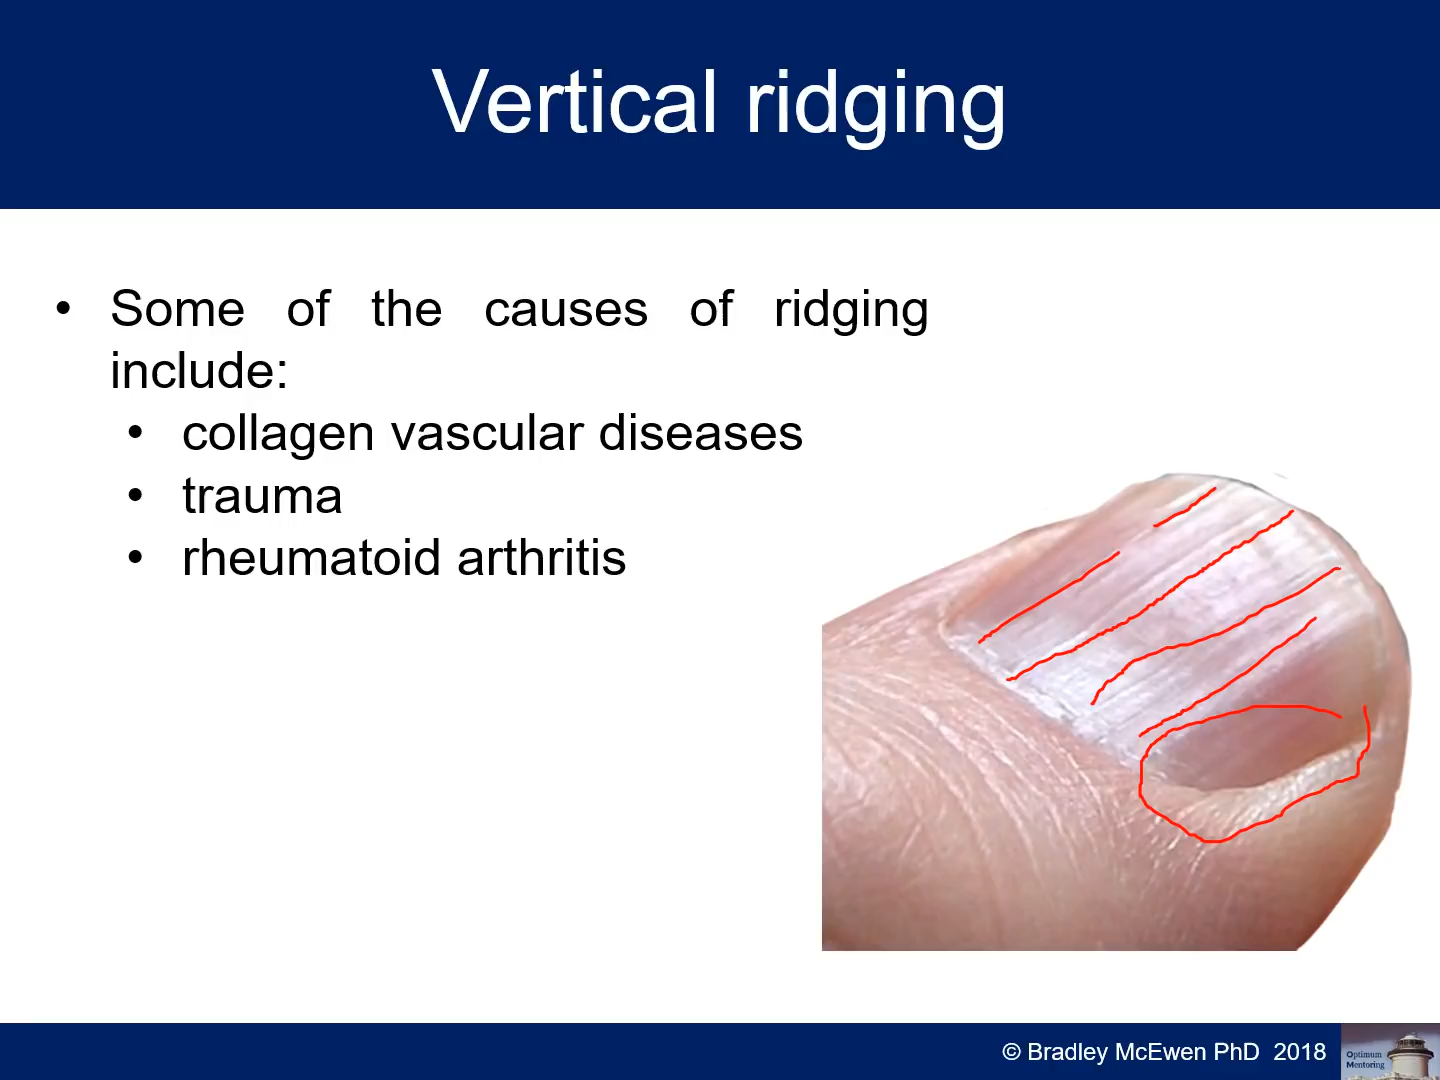 Vertical ridging
• Some of the causes of ridging
include:
• collagen vascular diseases
• trauma
• rheumatoid arthritis
© Bradley McEwen PhD 2018
Optimum
Mentoring